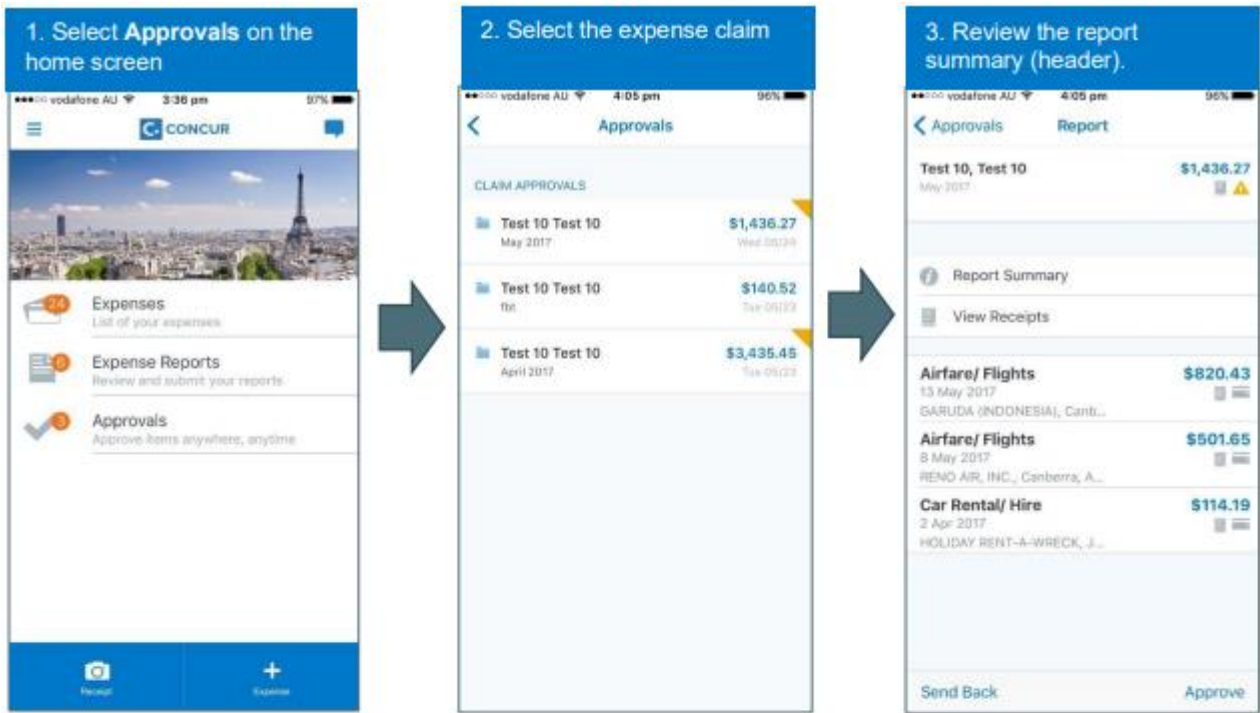 1. Select Approvals on the
home screen
vodafone AU 3:36 pm 97%
CONCUR
24
Expenses
List of your expenses
6
Expense Reports
Review and submit your reports
3
Approvals
Approve items anywhere, anytime
Receipt
Expense
2. Select the expense claim
vodafone AU 4:05 pm 96%
Approvals
CLAIM APPROVALS
Test 10 Test 10 $1,436.27
May 2017 Wed 05/24
Test 10 Test 10 $140.52
fbt Tue 05/23
Test 10 Test 10 $3,435.45
April 2017 Tue 05/23
3. Review the report
summary (header).
vodafone AU 4:05 pm 96%
Approvals Report
Test 10, Test 10 $1,436.27
May 2017
Report Summary
View Receipts
Airfare/ Flights $820.43
13 May 2017
GARUDA (INDONESIA), Canb...
Airfare/ Flights $501.65
8 May 2017
RENO AIR, INC., Canberra, A...
Car Rental/ Hire $114.19
2 Apr 2017
HOLIDAY RENT-A-WRECK, J...
Send Back Approve